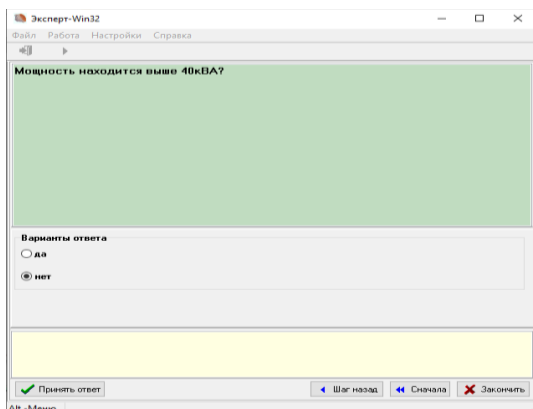 Эксперт-Win32
Файл Работа Настройки Справка
Мощность находится выше 40кВА?
Варианты ответа
да
нет
Принять ответ Шаг назад Сначала Закончить
Alt -Меню